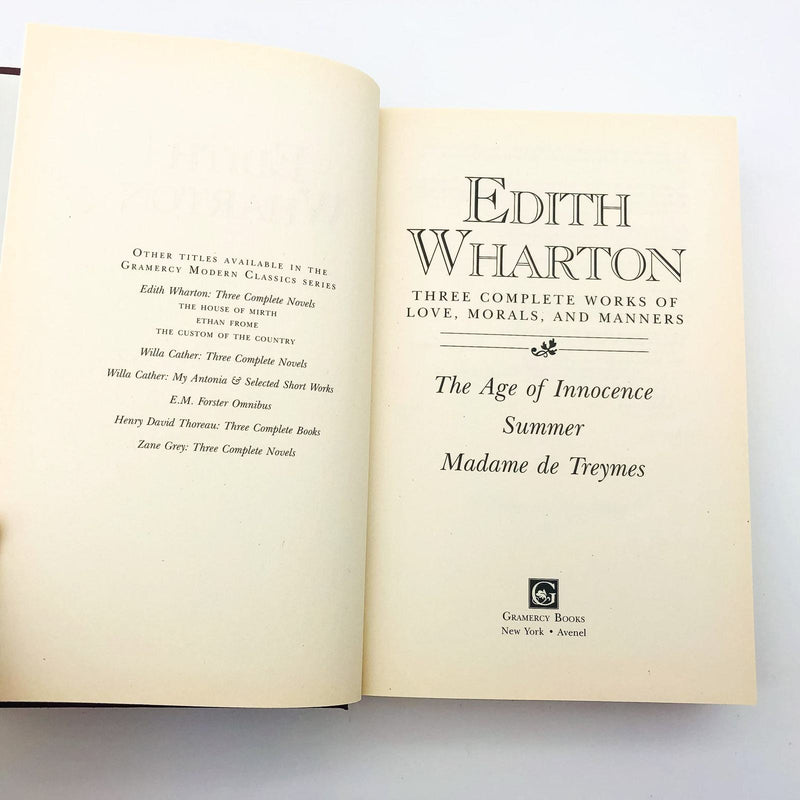 OTHER TITLES AVAILABLE IN THE
GRAMERCY MODERN CLASSICS SERIES
Edith Wharton: Three Complete Novels
THE HOUSE OF MIRTH
ETHAN FROME
THE CUSTOM OF THE COUNTRY
Willa Cather: Three Complete Novels
Willa Cather: My Antonia & Selected Short Works
E.M. Forster Omnibus
Henry David Thoreau: Three Complete Books
Zane Grey: Three Complete Novels
EDITH
WHARTON
THREE COMPLETE WORKS OF
LOVE, MORALS, AND MANNERS
The Age of Innocence
Summer
Madame de Treymes
G
GRAMERCY BOOKS
New York • Avenel